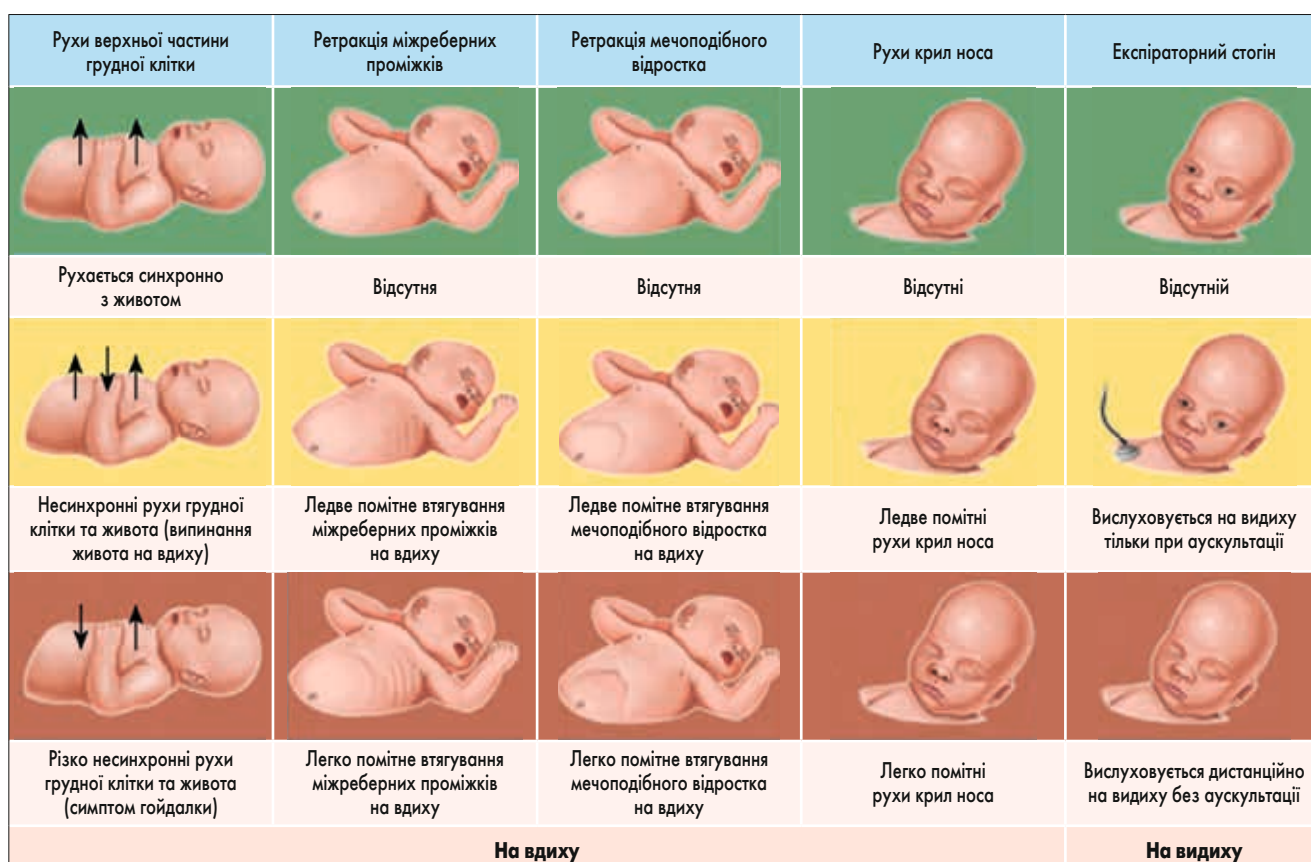 Рухи верхньої частини
грудної клітки
Ретракція міжреберних
проміжків
Ретракція мечоподібного
відростка
Рухи крил носа
Експіраторний стогін
Рухається синхронно
з животом
Відсутня
Відсутня
Відсутні
Відсутній
Несинхронні рухи грудної
клітки та живота (випинання
живота на вдиху)
Ледве помітне втягування
міжреберних проміжків
на вдиху
Ледве помітне втягування
мечоподібного відростка
на вдиху
Ледве помітні
рухи крил носа
Вислуховується на видиху
тільки при аускультації
Різко несинхронні рухи
грудної клітки та живота
(симптом гойдалки)
Легко помітне втягування
міжреберних проміжків
на вдиху
Легко помітне втягування
мечоподібного відростка
на вдиху
Легко помітні
рухи крил носа
Вислуховується дистанційно
на видиху без аускультації
На вдиху
На видиху